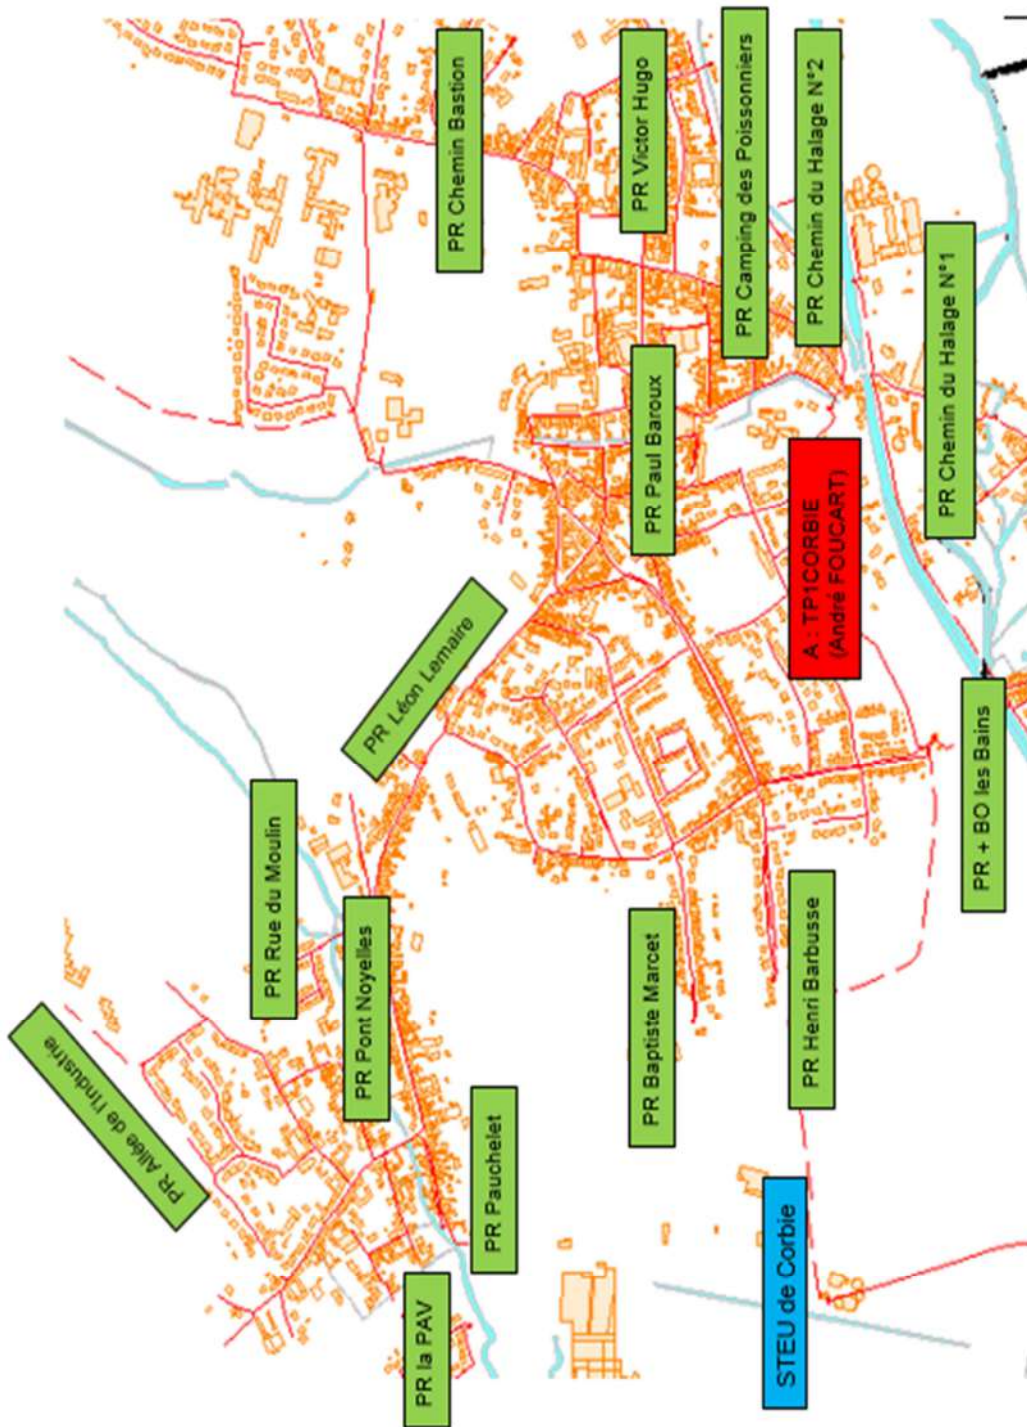 PR Allée de l'Industrie
PR Rue du Moulin
PR Pont Noyelles
PR Léon Lemaire
PR la PAV
PR Chemin Bastion
PR Pauchelet
PR Victor Hugo
PR Baptiste Marcet
PR Paul Baroux
PR Camping des Poissonniers
STEU de Corbie
PR Henri Barbusse
A : TP1CORBIE
(André FOUCART)
PR Chemin du Halage N°2
PR Chemin du Halage N°1
PR + BO les Bains